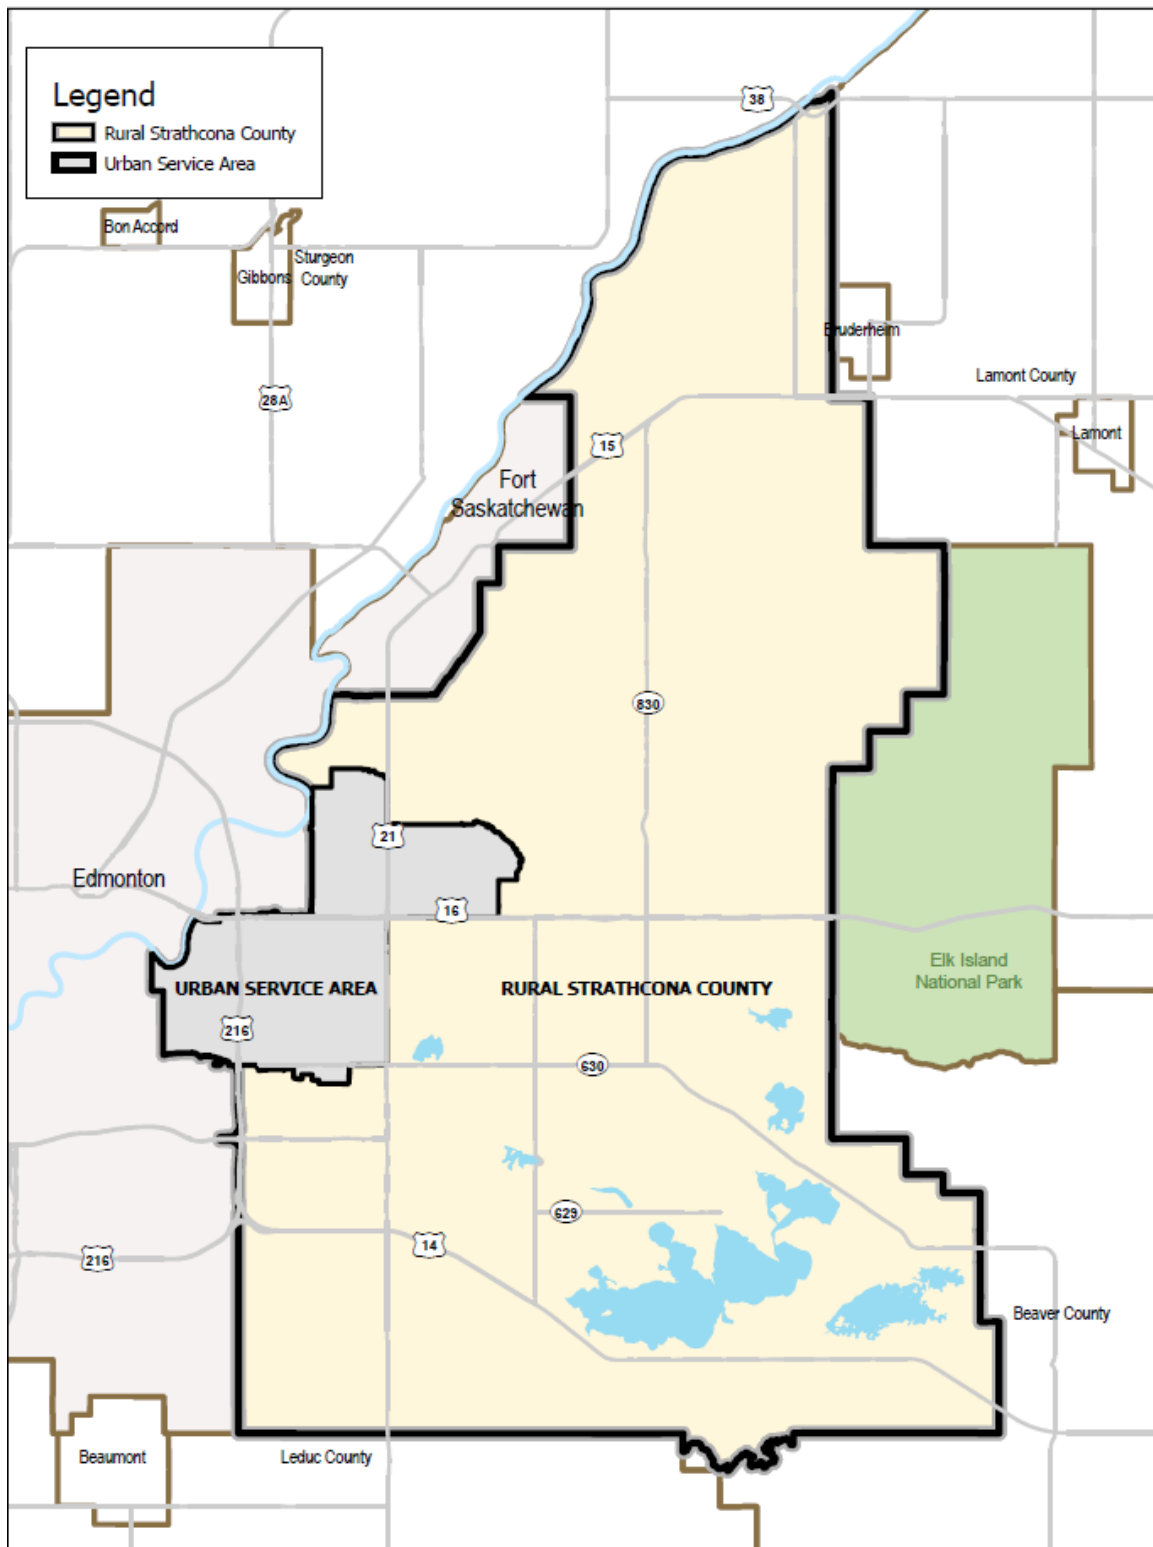 Legend
Rural Strathcona County
Urban Service Area
38
Bon Accord
Gibbons
Sturgeon
County
Bruderheim
28A
Lamont County
Lamont
15
Fort
Saskatchewan
830
21
Edmonton
16
Elk Island
National Park
URBAN SERVICE AREA
RURAL STRATHCONA COUNTY
216
630
629
14
216
Beaver County
Beaumont
Leduc County